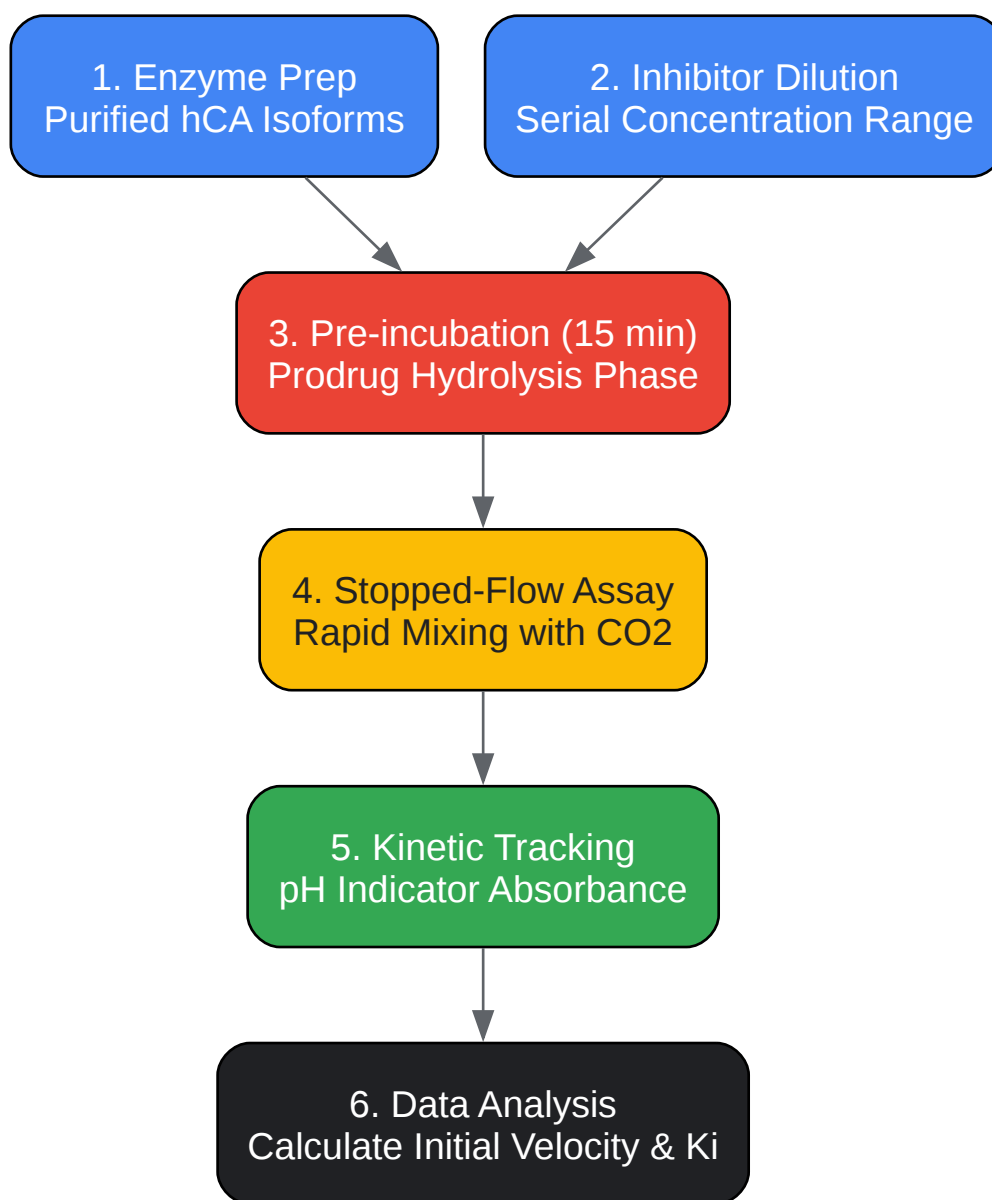 1. Enzyme Prep
Purified hCA Isoforms
2. Inhibitor Dilution
Serial Concentration Range
3. Pre-incubation (15 min)
Prodrug Hydrolysis Phase
4. Stopped-Flow Assay
Rapid Mixing with CO2
5. Kinetic Tracking
pH Indicator Absorbance
6. Data Analysis
Calculate Initial Velocity & Ki